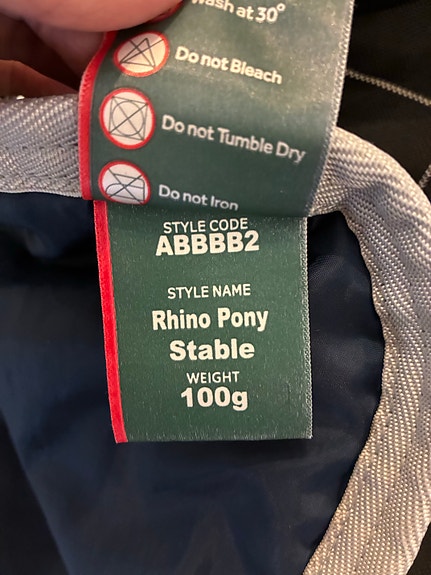 Wash at 30°
Do not Bleach
Do not Tumble Dry
Do not Iron
STYLE CODE
ABBBB2
STYLE NAME
Rhino Pony
Stable
WEIGHT
100g